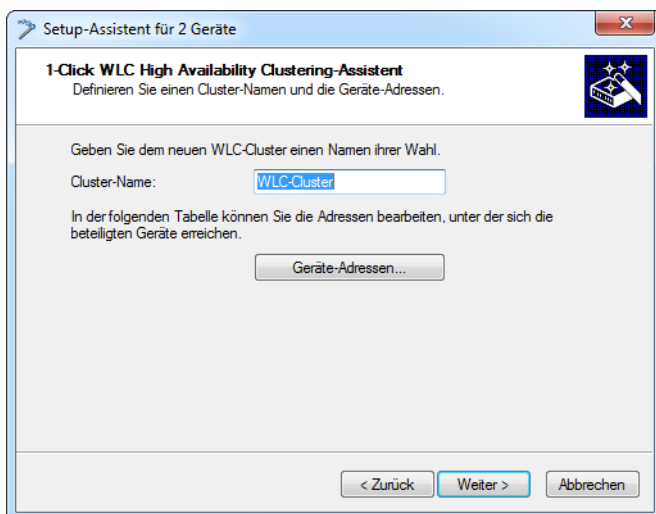 Setup-Assistent für 2 Geräte
1-Click WLC High Availability Clustering-Assistent
Definieren Sie einen Cluster-Namen und die Geräte-Adressen.
Geben Sie dem neuen WLC-Cluster einen Namen ihrer Wahl.
Cluster-Name: WLC-Cluster
In der folgenden Tabelle können Sie die Adressen bearbeiten, unter der sich die
beteiligten Geräte erreichen.
Geräte-Adressen...
< Zurück Weiter > Abbrechen